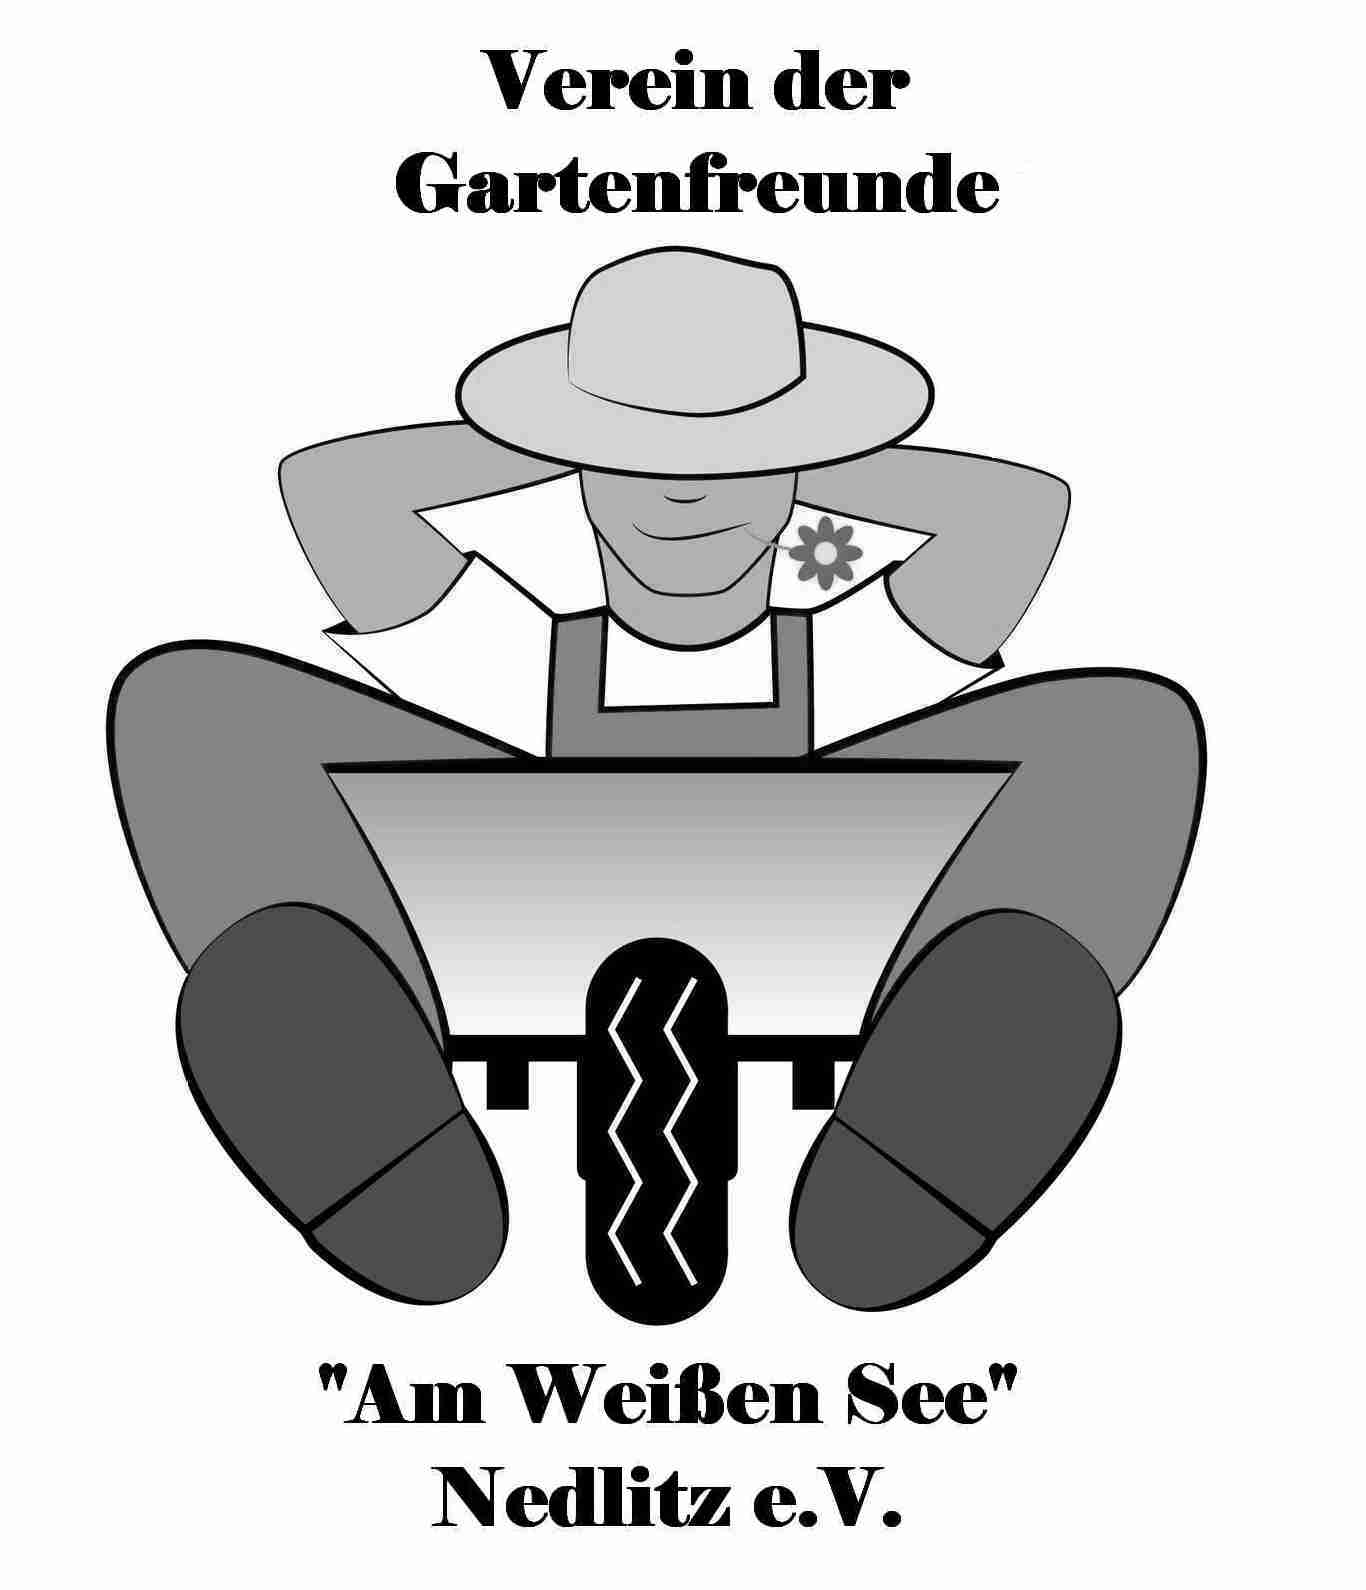 Verein der
Gartenfreunde
"Am Weißen See"
Nedlitz e.V.